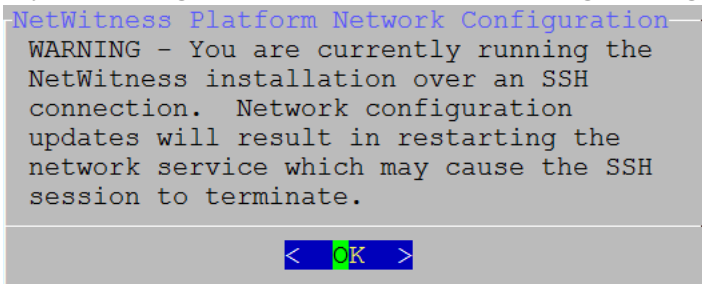 NetWitness Platform Network Configuration
WARNING - You are currently running the
NetWitness installation over an SSH
connection.  Network configuration
updates will result in restarting the
network service which may cause the SSH
session to terminate.
<  OK  >